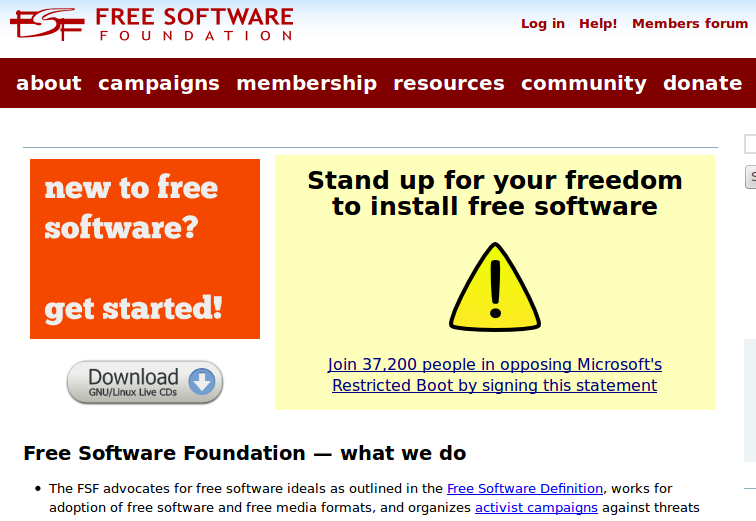 FSF
FREE SOFTWARE
FOUNDATION
Log in Help! Members forum
about campaigns membership resources community donate
new to free
software?
get started!
Stand up for your freedom
to install free software
!
Join 37,200 people in opposing Microsoft's
Restricted Boot by signing this statement
Download
GNU/Linux Live CDs
S
Free Software Foundation — what we do
• The FSF advocates for free software ideals as outlined in the Free Software Definition, works for
adoption of free software and free media formats, and organizes activist campaigns against threats